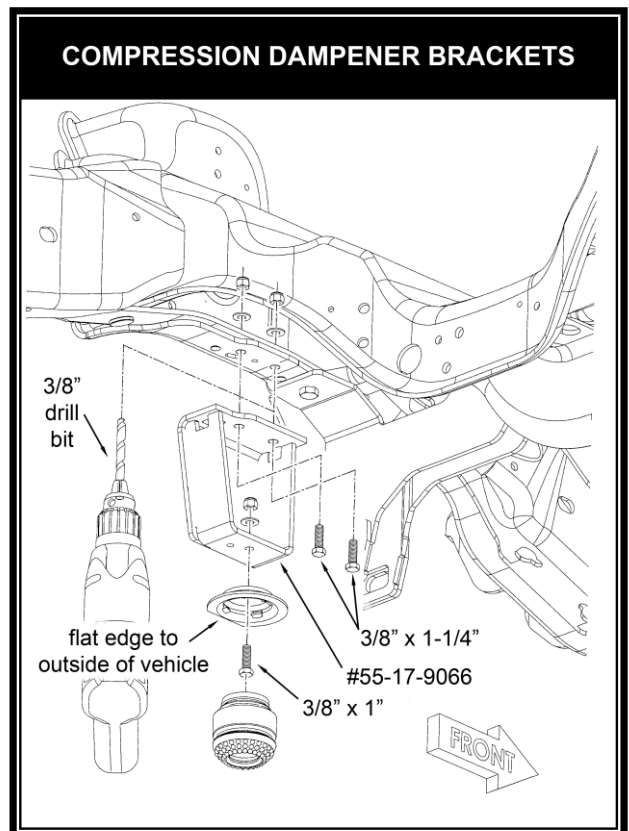 COMPRESSION DAMPENER BRACKETS
3/8"
drill
bit
flat edge to
outside of vehicle
3/8" x 1-1/4"
#55-17-9066
3/8" x 1"
FRONT